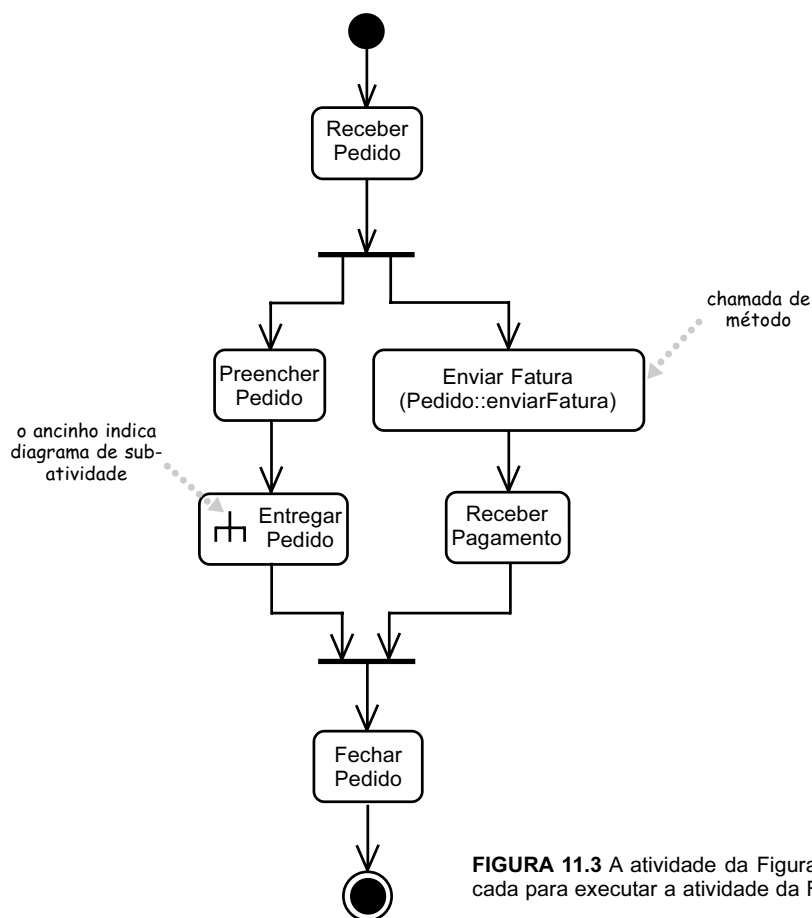 Receber
Pedido
chamada de
método
Preencher
Pedido
Enviar Fatura
(Pedido::enviarFatura)
o ancinho indica
diagrama de sub-
atividade
Entregar
Pedido
Receber
Pagamento
Fechar
Pedido
FIGURA 11.3 A atividade da Figura
cada para executar a atividade da